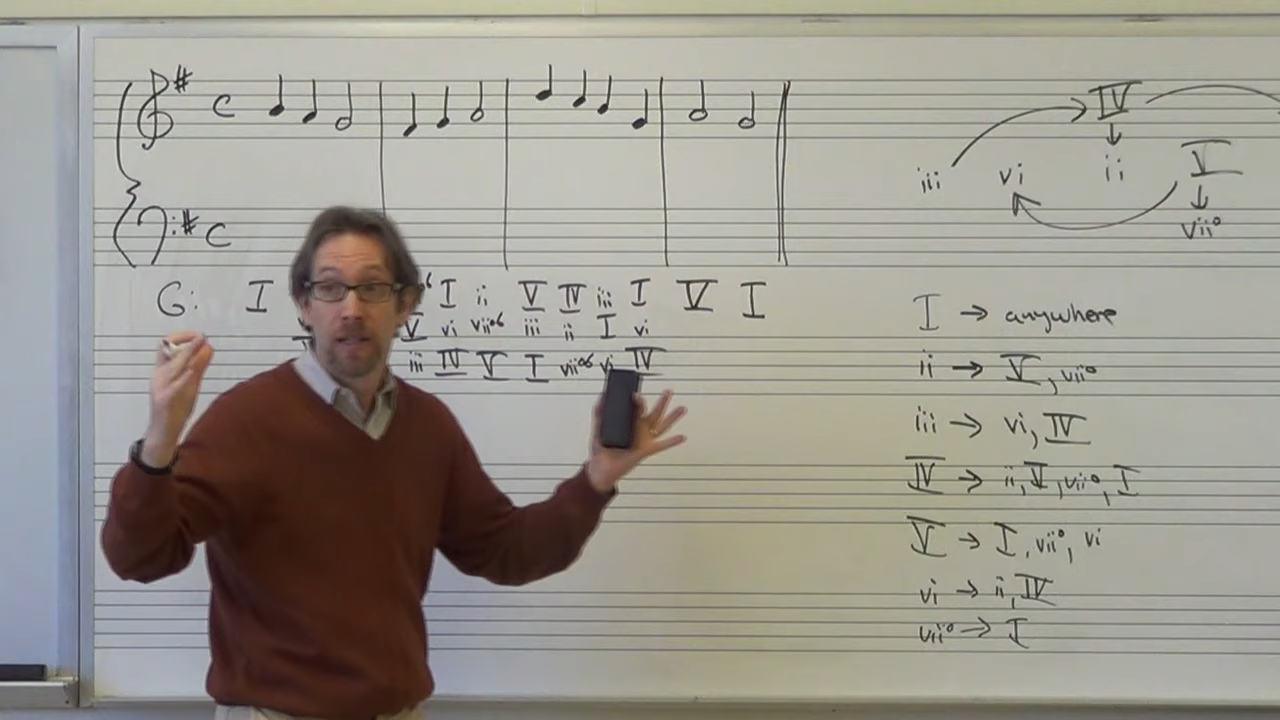 C
C
IV
iii vi ii V
vii°
G: I I ii V IV iii I V I
V vi vii°6 iii ii I vi
iii IV V I vii°6 vi IV
I → anywhere
ii → V, vii°
iii → vi, IV
IV → ii, V, vii°, I
V → I, vii°, vi
vi → ii, IV
vii° → I